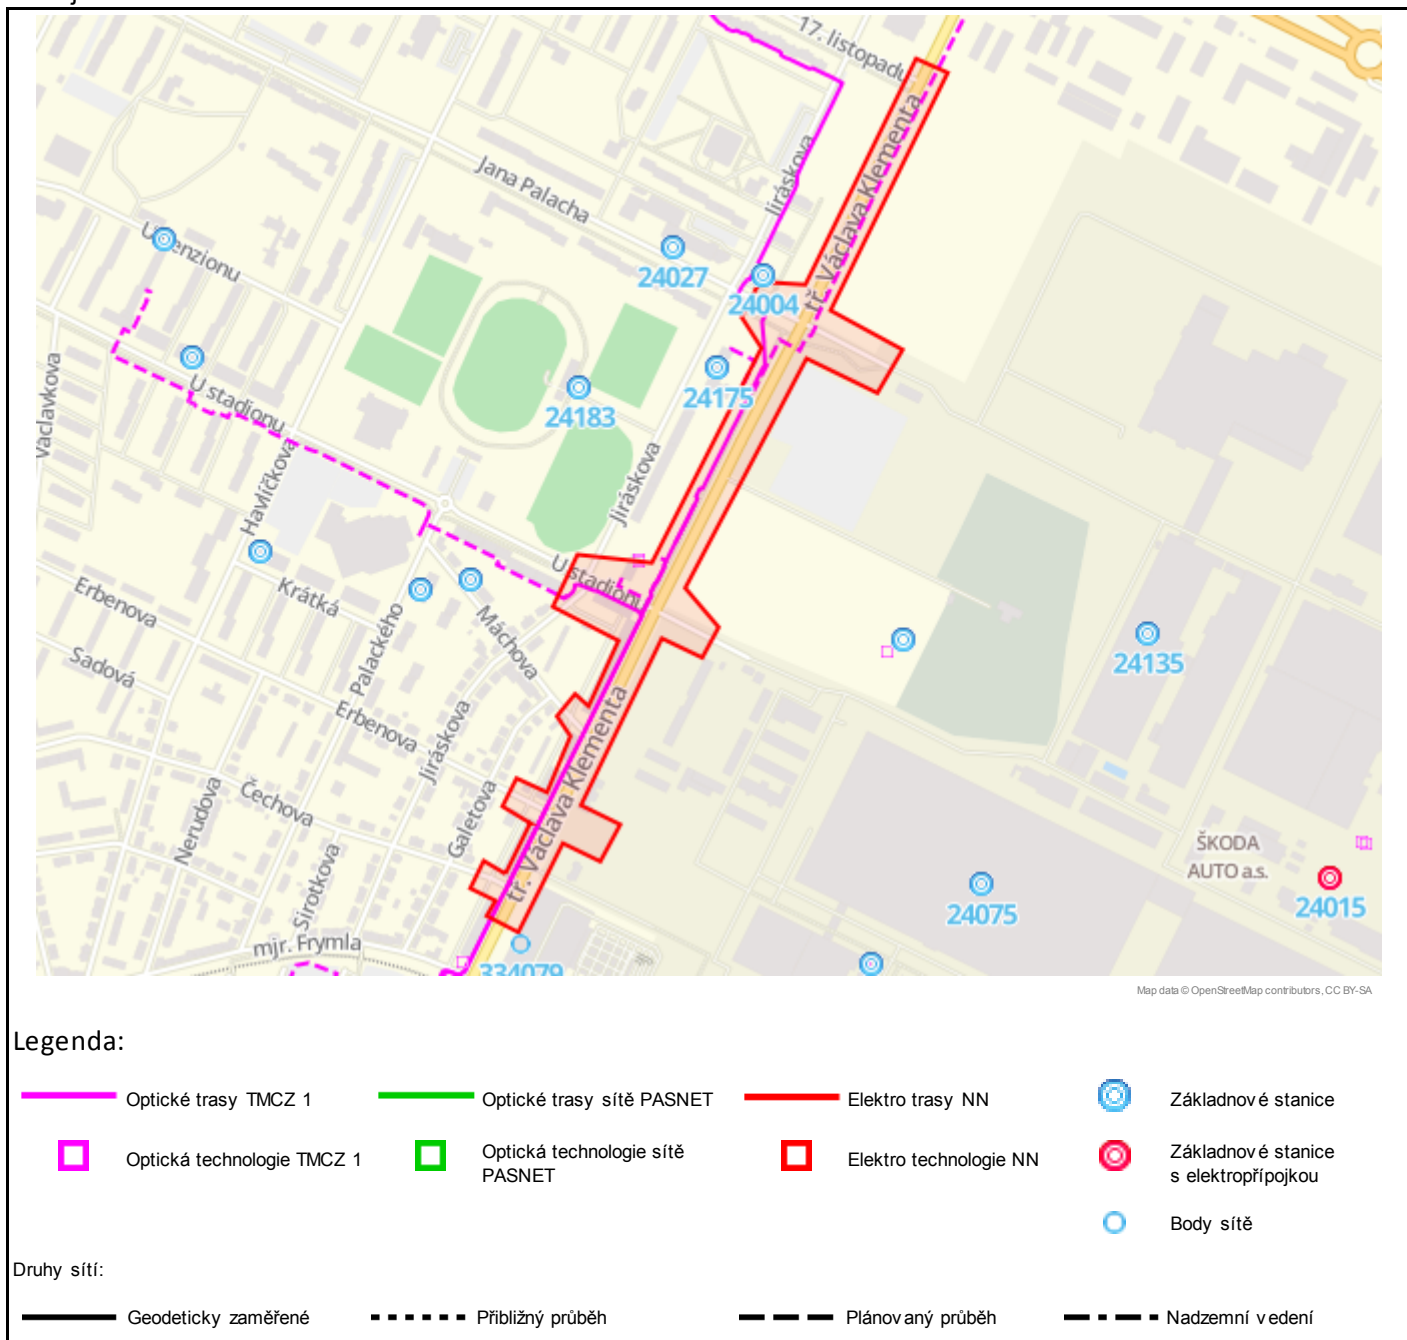 17. listopadu
Jiráskova
tř. Václava Klementa
Jana Palacha
24027
24004
24175
24183
U stadionu
Václavkova
Havlíčkova
Jiráskova
U stadionu
Krátká
Erbenova
Máchova
Palackého
Sadová
Erbenova
Jiráskova
24135
Čechova
Nerudova
Galetova
tř. Václava Klementa
Sirotkova
mjr. Frymla
ŠKODA
AUTO a.s.
24075
24015
334079
Map data © OpenStreetMap contributors, CC BY-SA
Legenda:
Optické trasy TMCZ 1
Optické trasy sítě PASNET
Elektro trasy NN
Základnové stanice
Optická technologie TMCZ 1
Optická technologie sítě
PASNET
Elektro technologie NN
Základnové stanice
s elektropřípojkou
Body sítě
Druhy sítí:
Geodeticky zaměřené
Přibližný průběh
Plánovaný průběh
Nadzemní vedení